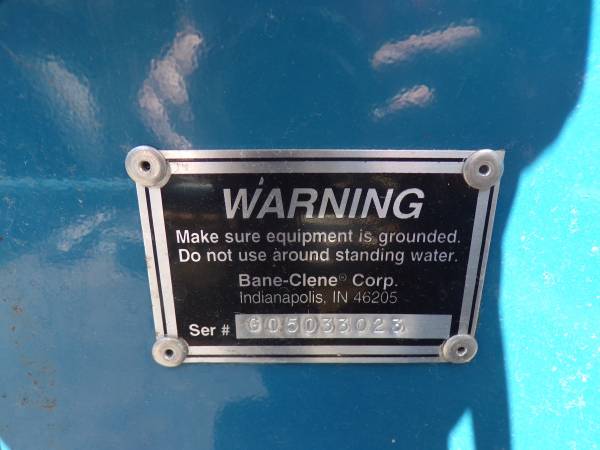 WARNING
Make sure equipment is grounded.
Do not use around standing water.
Bane-Clene® Corp.
Indianapolis, IN 46205
Ser # G05033023